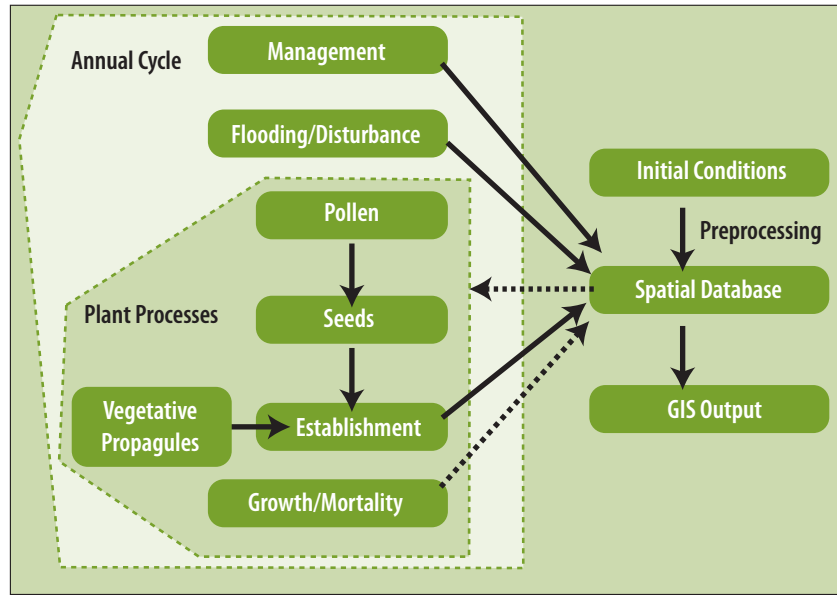 Annual Cycle
Management
Flooding/Disturbance
Pollen
Plant Processes
Seeds
Vegetative
Propagules
Establishment
Growth/Mortality
Initial Conditions
Preprocessing
Spatial Database
GIS Output